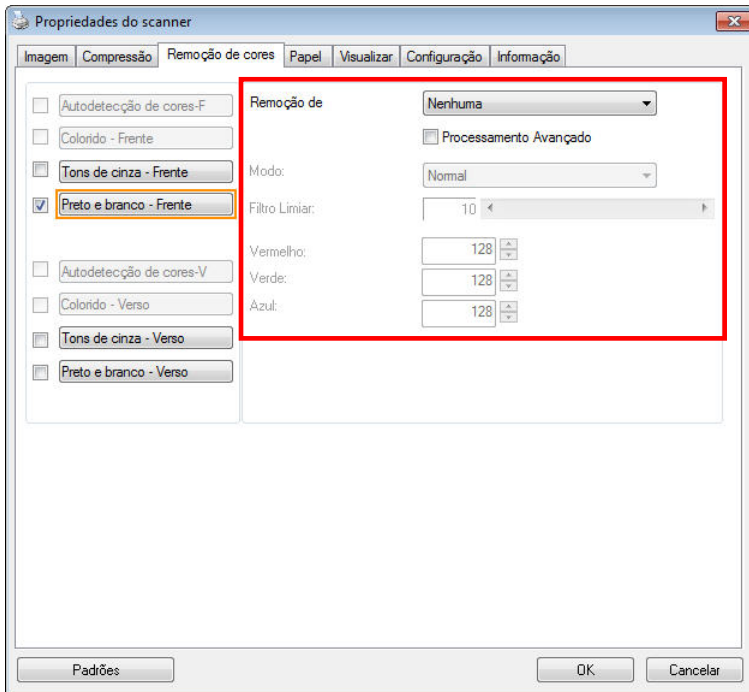 Propriedades do scanner
Imagem Compressão Remoção de cores Papel Visualizar Configuração Informação
Autodetecção de cores-F
Colorido - Frente
Tons de cinza - Frente
Preto e branco - Frente
Autodetecção de cores-V
Colorido - Verso
Tons de cinza - Verso
Preto e branco - Verso
Remoção de Nenhuma
Processamento Avançado
Modo: Normal
Filtro Limiar: 10
Vermelho: 128
Verde: 128
Azul: 128
Padrões OK Cancelar